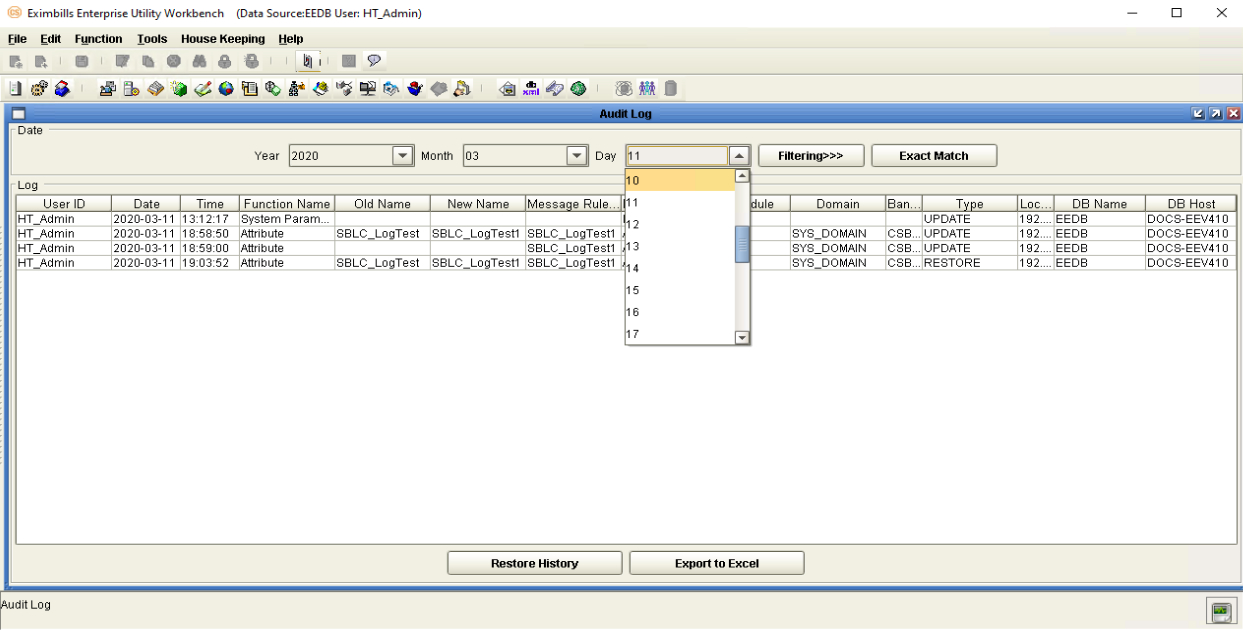 Eximbills Enterprise Utility Workbench (Data Source:EEDB User: HT_Admin)
File Edit Function Tools House Keeping Help
Audit Log
Date
Year 2020 Month 03 Day 11 Filtering>>> Exact Match
Log
User ID Date Time Function Name Old Name New Name Message Rule... dule Domain Ban... Type Loc... DB Name DB Host
HT_Admin 2020-03-11 13:12:17 System Param... UPDATE 192.... EEDB DOCS-EEV410
HT_Admin 2020-03-11 18:58:50 Attribute SBLC_LogTest SBLC_LogTest1 SBLC_LogTest1 SYS_DOMAIN CSB... UPDATE 192.... EEDB DOCS-EEV410
HT_Admin 2020-03-11 18:59:00 Attribute SBLC_LogTest1 SYS_DOMAIN CSB... UPDATE 192.... EEDB DOCS-EEV410
HT_Admin 2020-03-11 19:03:52 Attribute SBLC_LogTest SBLC_LogTest1 SBLC_LogTest1 SYS_DOMAIN CSB... RESTORE 192.... EEDB DOCS-EEV410
10
11
12
13
14
15
16
17
Restore History Export to Excel
Audit Log